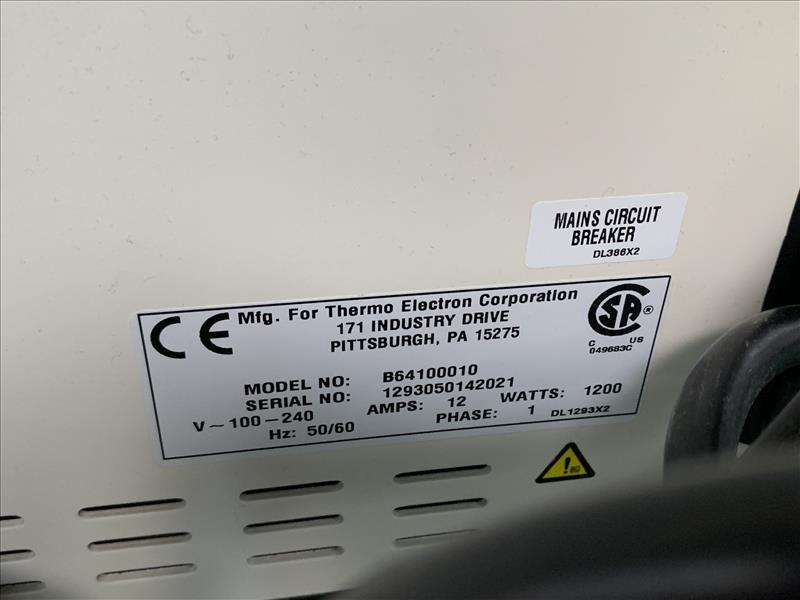 MAINS CIRCUIT
BREAKER
DL386X2
CE Mfg. For Thermo Electron Corporation
171 INDUSTRY DRIVE
PITTSBURGH, PA 15275
SA ®
C US
049683C
MODEL NO: B64100010
SERIAL NO: 1293050142021
V~100-240 AMPS: 12 WATTS: 1200
Hz: 50/60 PHASE: 1 DL1293X2